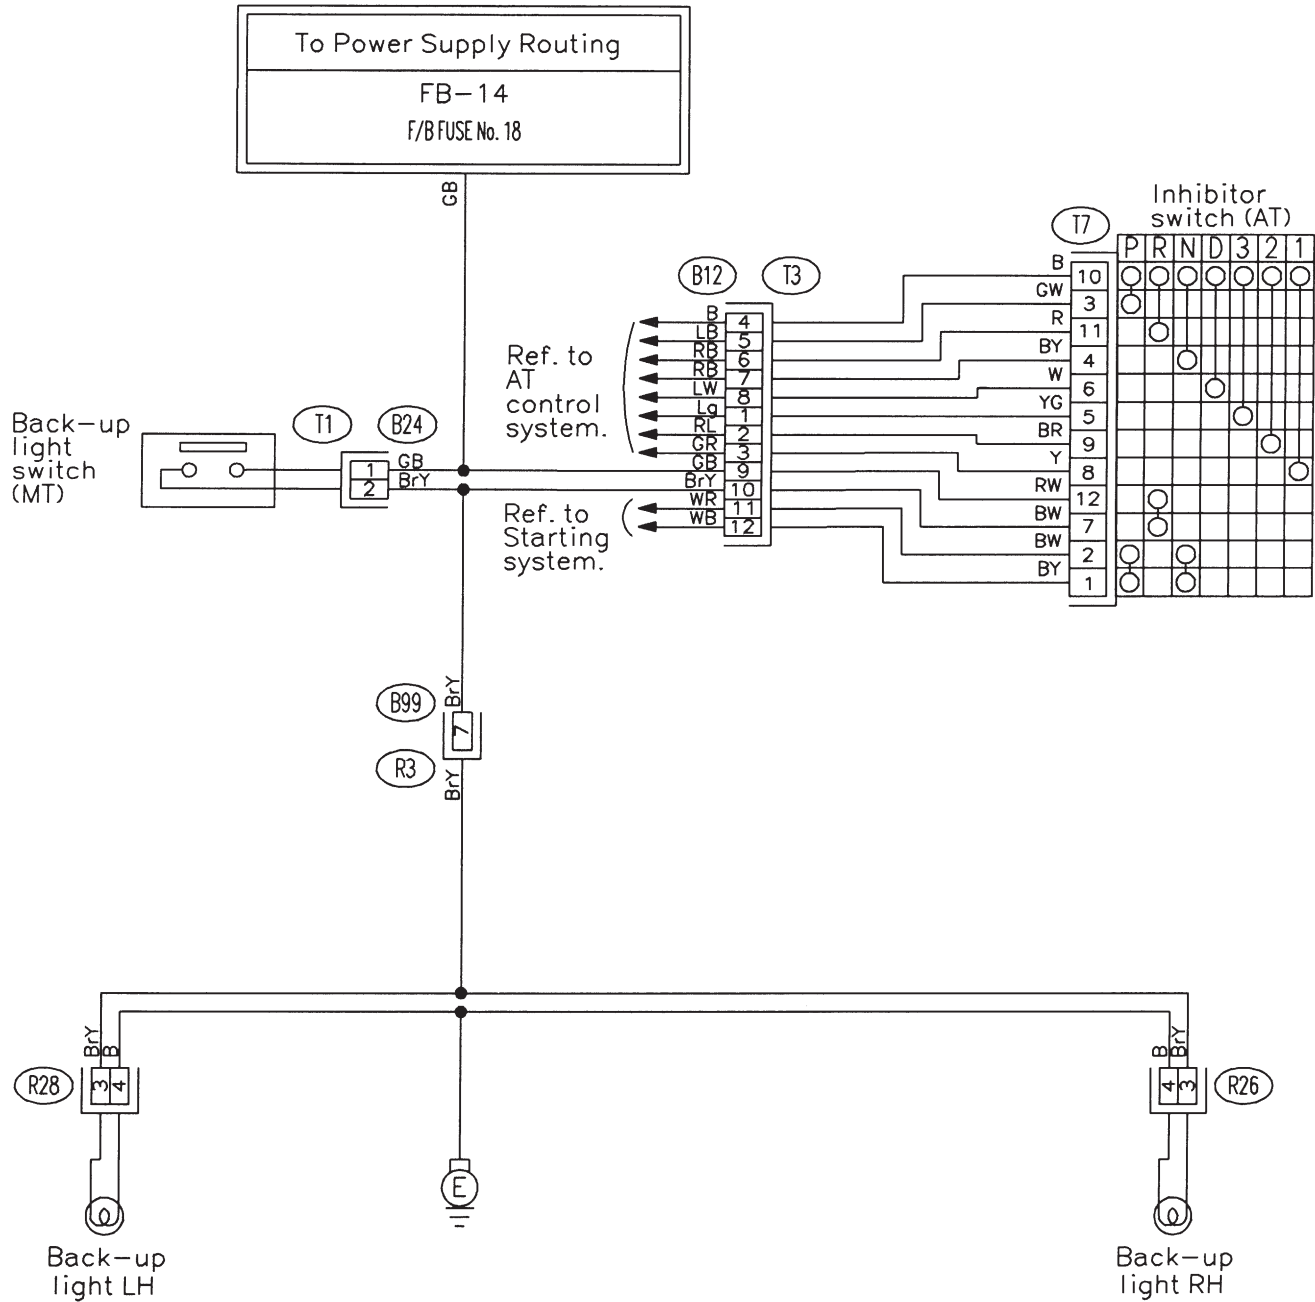 To Power Supply Routing
FB-14
F/B FUSE No. 18
GB
Inhibitor
switch (AT)
T7
P R N D 3 2 1
B12
T3
B 10
GW 3
R 11
BY 4
W 6
YG 5
BR 9
Y 8
RW 12
BW 7
BW 2
BY 1
B 4
LB 5
RB 6
RB 7
LW 8
Lg 1
RL 2
GR 3
GB 9
BrY 10
WR 11
WB 12
Ref. to
AT
control
system.
Ref. to
Starting
system.
Back-up
light
switch
(MT)
T1
B24
1 GB
2 BrY
B99
BrY
7
R3
BrY
BrY
B
R28
3 4
B
BrY
4 3
R26
E
Back-up
light LH
Back-up
light RH